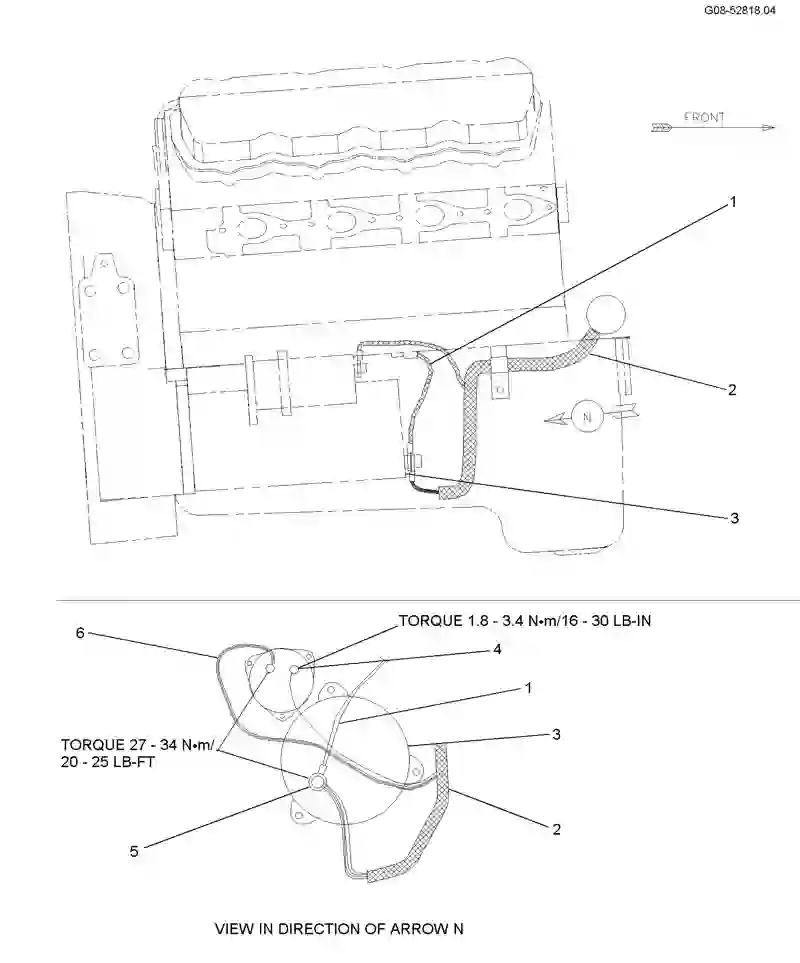 G08-52818.04
FRONT
1
2
N
3
TORQUE 1.8 - 3.4 N•m/16 - 30 LB-IN
6
4
1
3
TORQUE 27 - 34 N•m/
20 - 25 LB-FT
2
5
VIEW IN DIRECTION OF ARROW N